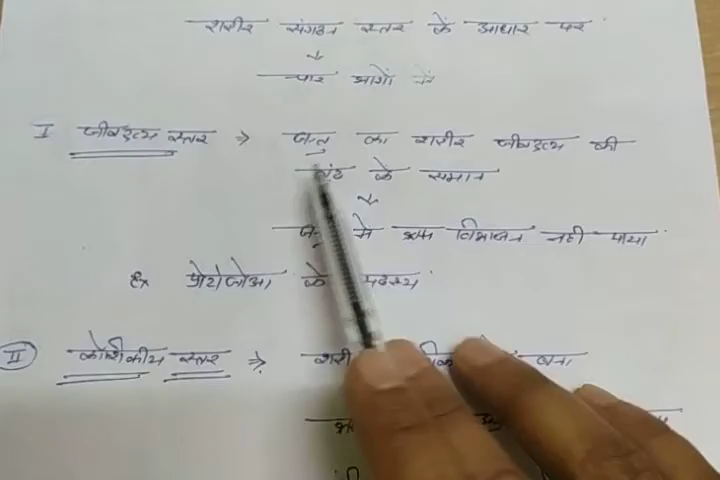 शरीर संगठन स्तर के आधार पर
चार भागों में
I जीवद्रव्य स्तर ⇒ जन्तु का शरीर जीवद्रव्य की
बूंद के समान
में श्रम विभाजन नही पाया
Ex प्रोटोजोआ के सदस्य
II कोशिकीय स्तर ⇒ बना